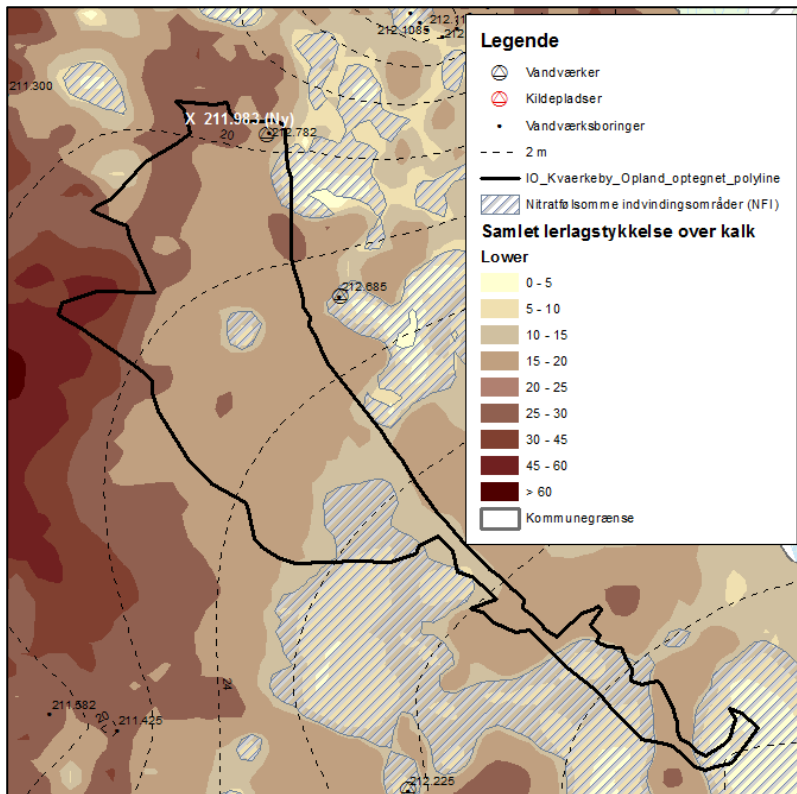 212.1085
211.300
X 211.983 (Ny)
20
212.782
212.685
24
211.582
20
211.425
212.225
Legende
Vandværker
Kildepladser
Vandværksboringer
2 m
IO_Kvaerkeby_Opland_optegnet_polyline
Nitratfølsomme indvindingsområder (NFI)
Samlet lerlagstykkelse over kalk
Lower
0 - 5
5 - 10
10 - 15
15 - 20
20 - 25
25 - 30
30 - 45
45 - 60
> 60
Kommunegrænse